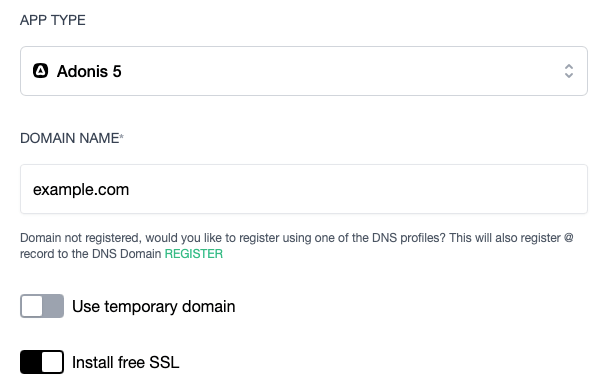 APP TYPE
Adonis 5
DOMAIN NAME*
example.com
Domain not registered, would you like to register using one of the DNS profiles? This will also register @
record to the DNS Domain REGISTER
Use temporary domain
Install free SSL